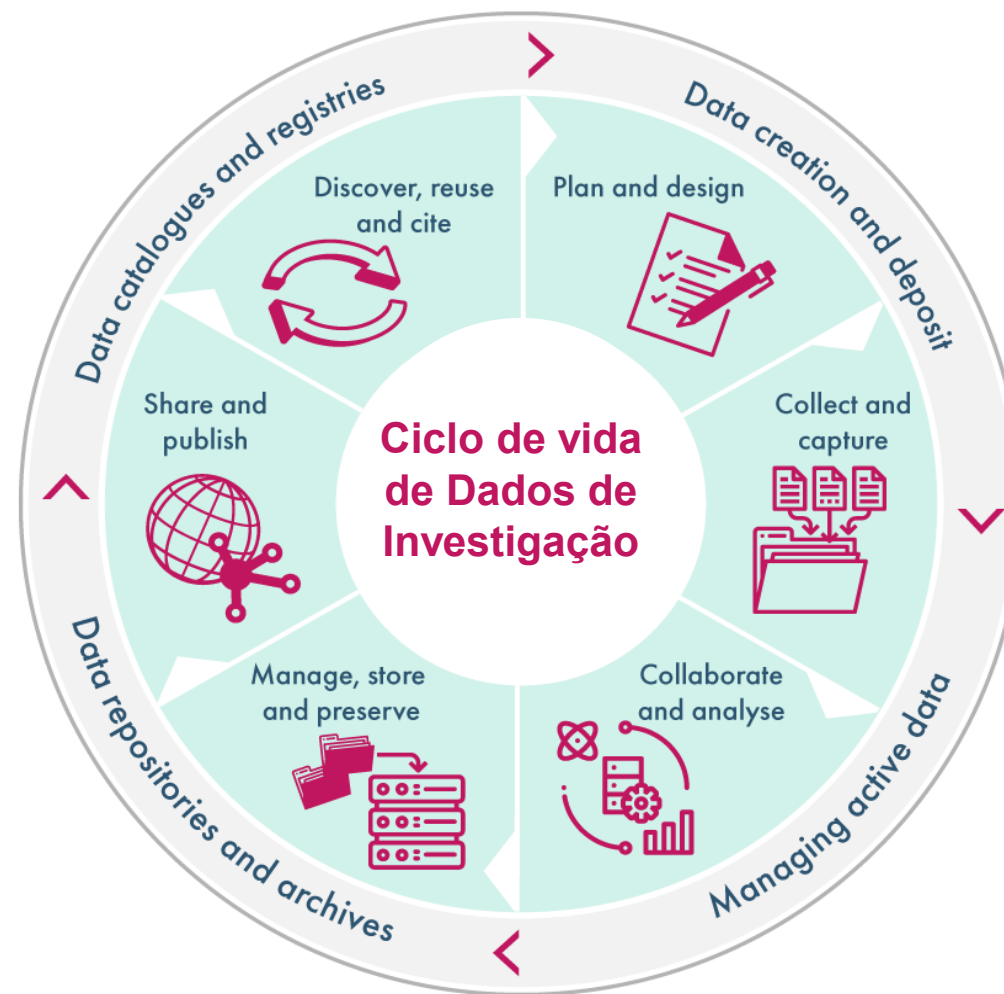 Ciclo de vida
de Dados de
Investigação
Data creation and deposit
Plan and design
Collect and
capture
Managing active data
Collaborate
and analyse
Data repositories and archives
Manage, store
and preserve
Share and
publish
Data catalogues and registries
Discover, reuse
and cite